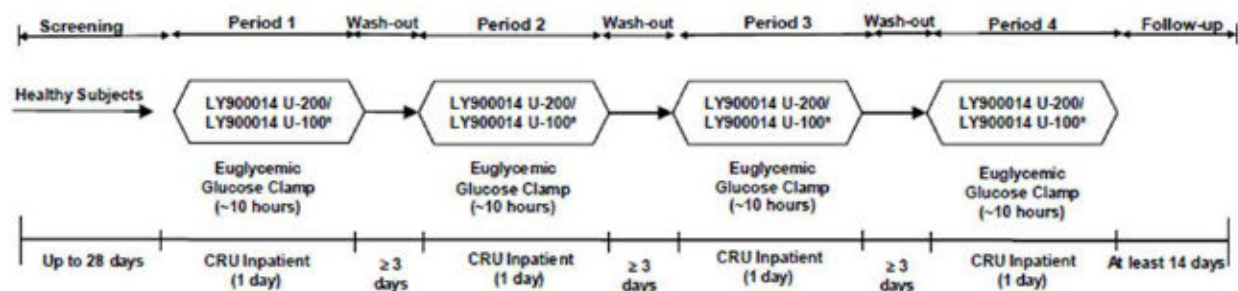 Screening Period 1 Wash-out Period 2 Wash-out Period 3 Wash-out Period 4 Follow-up
Healthy Subjects
LY900014 U-200/
LY900014 U-100*
LY900014 U-200/
LY900014 U-100*
LY900014 U-200/
LY900014 U-100*
LY900014 U-200/
LY900014 U-100*
Euglycemic
Glucose Clamp
(~10 hours)
Euglycemic
Glucose Clamp
(~10 hours)
Euglycemic
Glucose Clamp
(~10 hours)
Euglycemic
Glucose Clamp
(~10 hours)
Up to 28 days
CRU Inpatient
(1 day)
≥ 3
days
CRU Inpatient
(1 day)
≥ 3
days
CRU Inpatient
(1 day)
≥ 3
days
CRU Inpatient
(1 day)
At least 14 days